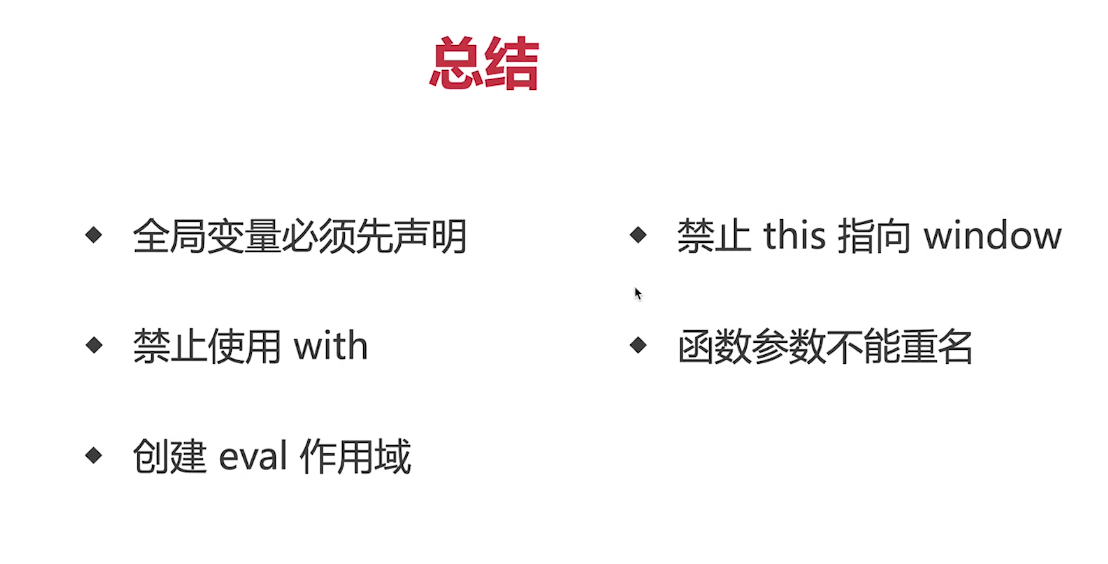 总结
全局变量必须先声明
禁止使用 with
创建 eval 作用域
禁止 this 指向 window
函数参数不能重名